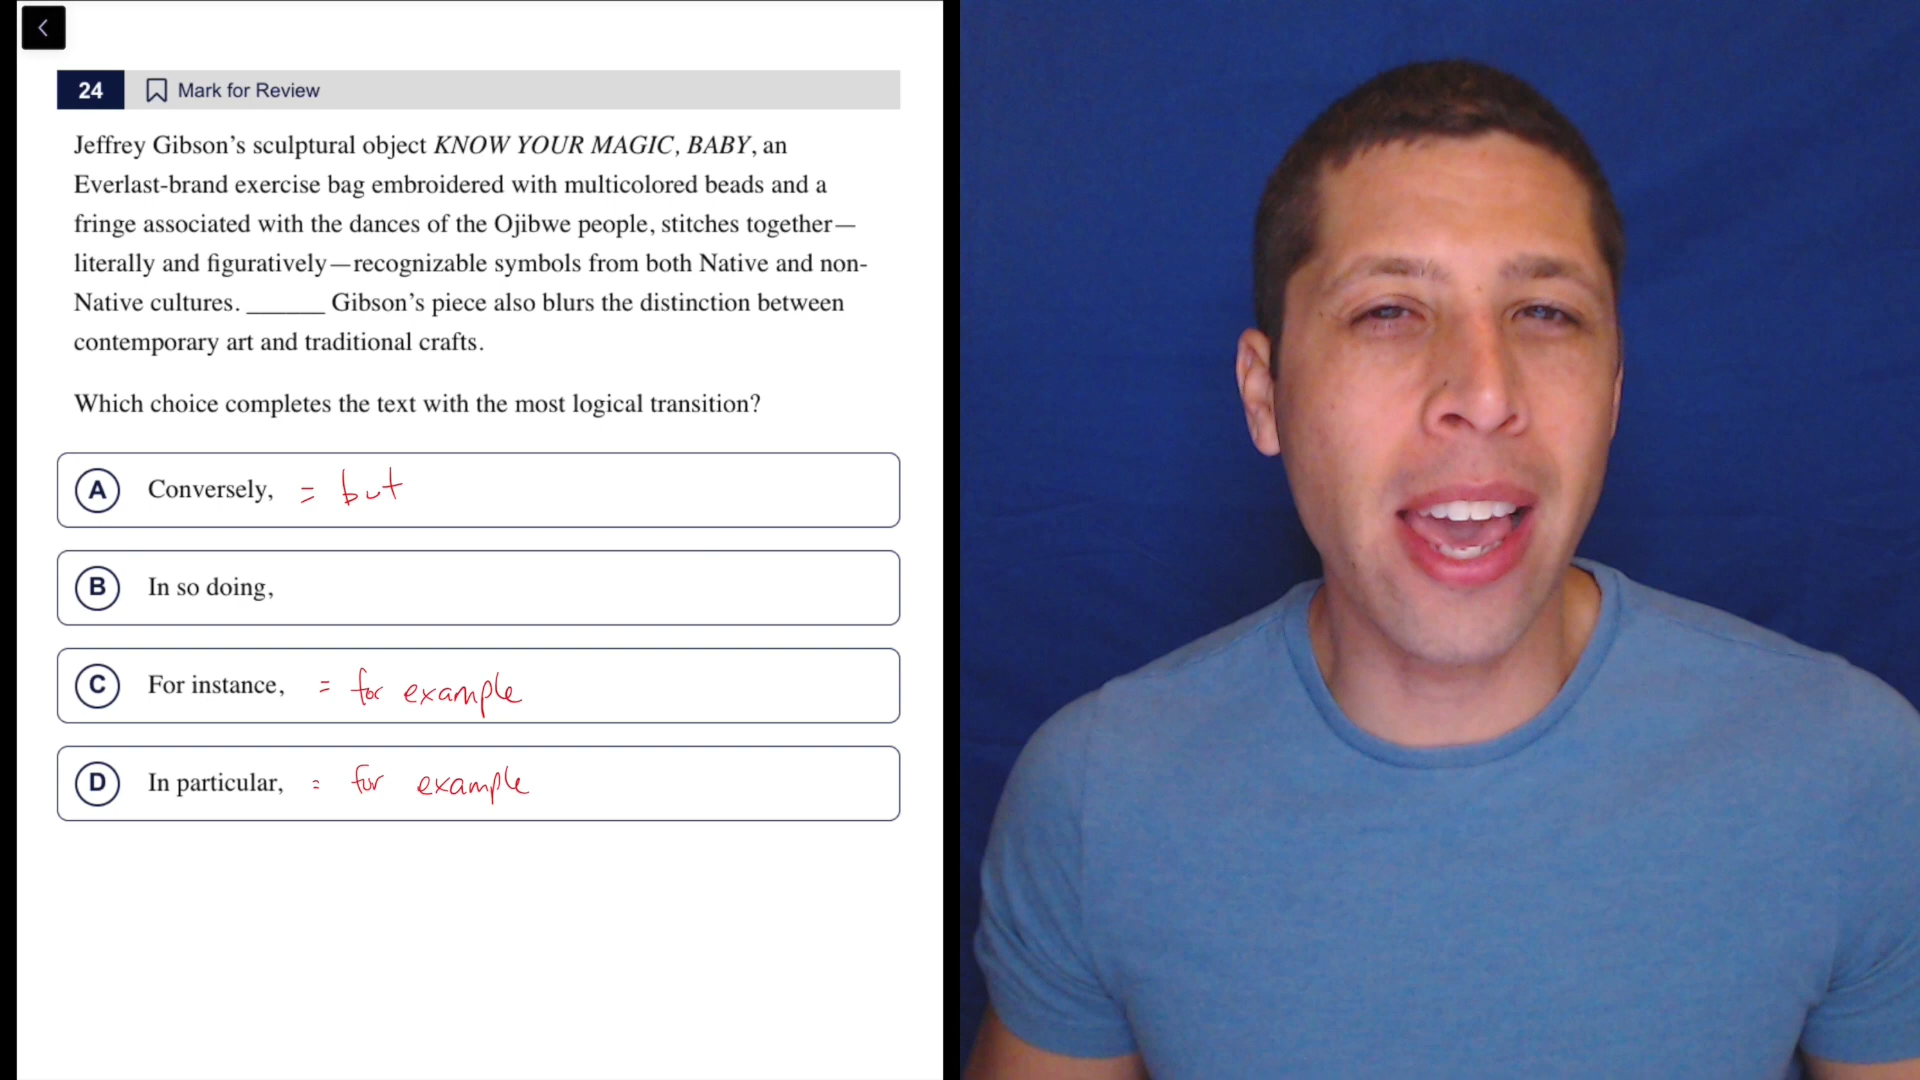 24 Mark for Review
Jeffrey Gibson’s sculptural object KNOW YOUR MAGIC, BABY, an
Everlast-brand exercise bag embroidered with multicolored beads and a
fringe associated with the dances of the Ojibwe people, stitches together—
literally and figuratively—recognizable symbols from both Native and non-
Native cultures. ______ Gibson’s piece also blurs the distinction between
contemporary art and traditional crafts.
Which choice completes the text with the most logical transition?
A Conversely, = but
B In so doing,
C For instance, = for example
D In particular, = for example